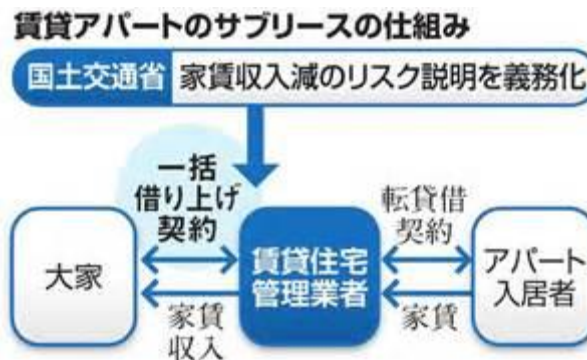 賃貸アパートのサブリースの仕組み
国土交通省 家賃収入減のリスク説明を義務化
一括
借り上げ
契約
転貸借
契約
大家
賃貸住宅
管理業者
アパート
入居者
家賃
収入
家賃